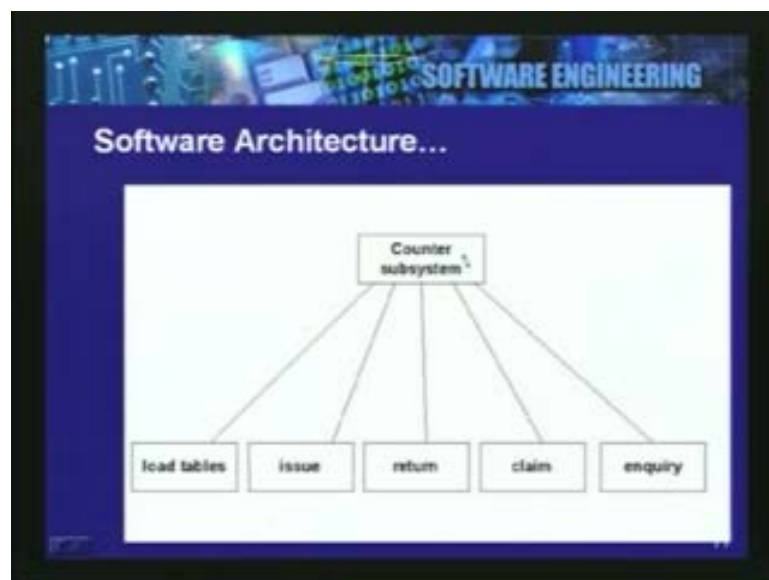 SOFTWARE ENGINEERING
Software Architecture...
Counter
subsystem
load tables
issue
return
claim
enquiry